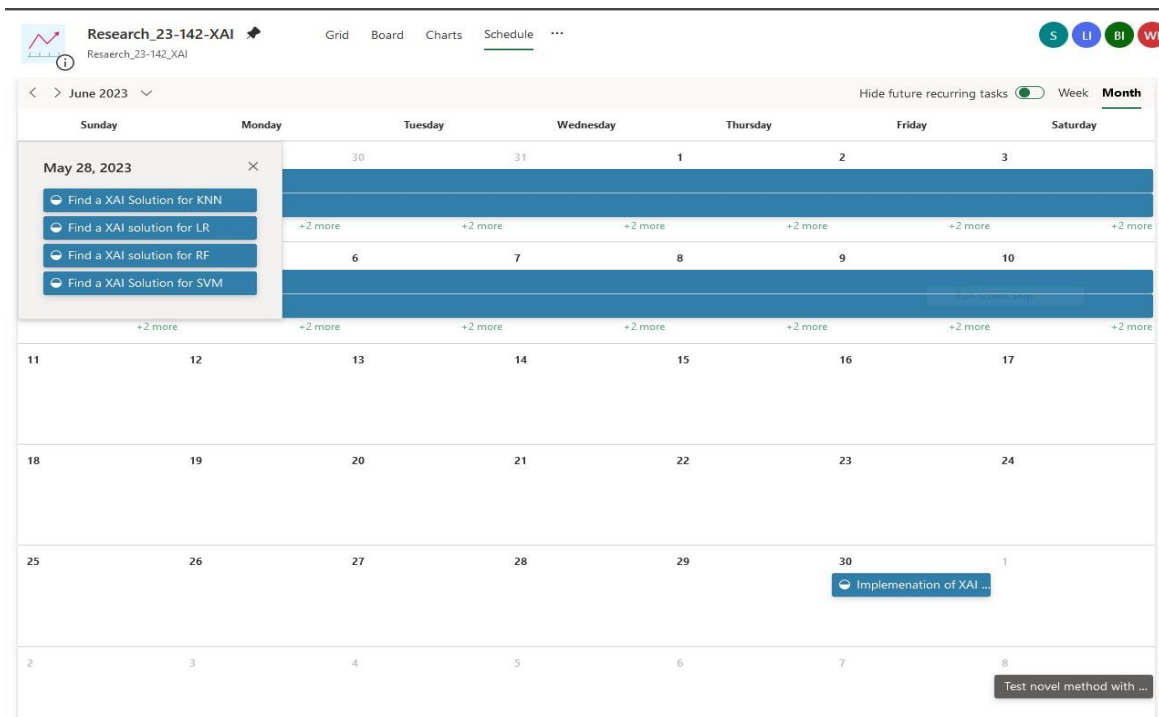 Research_23-142-XAI Grid Board Charts Schedule ... S LI BI WI
Resaerch_23-142_XAI
June 2023 Hide future recurring tasks Week Month
Sunday Monday Tuesday Wednesday Thursday Friday Saturday
May 28, 2023
Find a XAI Solution for KNN
Find a XAI solution for LR
Find a XAI solution for RF
Find a XAI Solution for SVM
30 31 1 2 3
+2 more +2 more +2 more +2 more +2 more +2 more
6 7 8 9 10
+2 more +2 more +2 more +2 more +2 more +2 more +2 more
11 12 13 14 15 16 17
18 19 20 21 22 23 24
25 26 27 28 29 30 1
Implemenation of XAI ...
2 3 4 5 6 7 8
Test novel method with ...